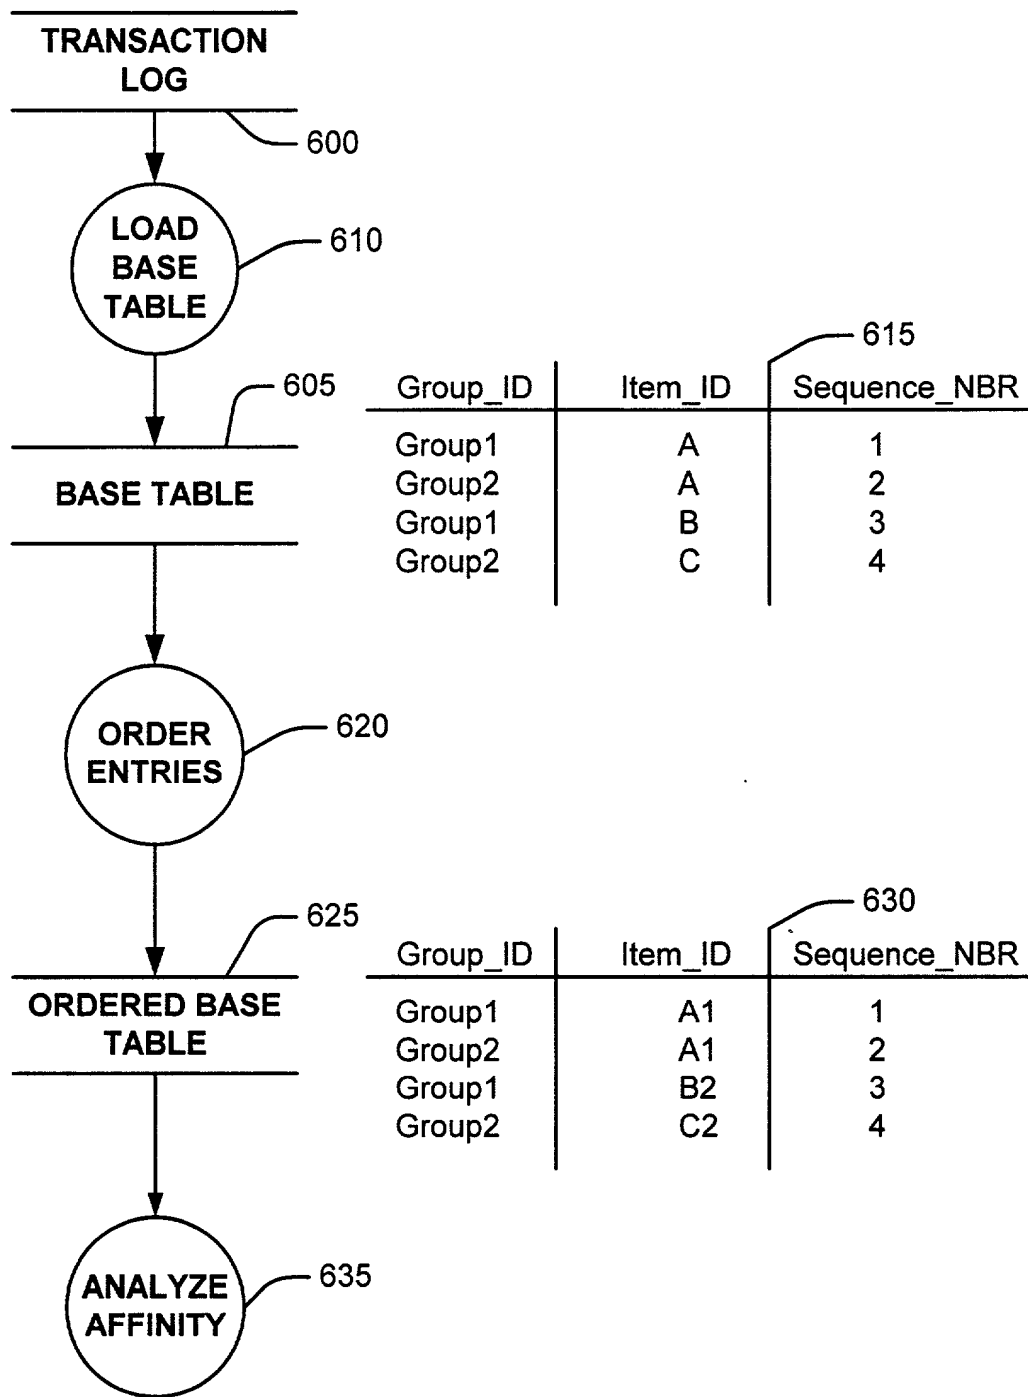 TRANSACTION
LOG
600
LOAD
BASE
TABLE
610
605
BASE TABLE
615
Group_ID Item_ID Sequence_NBR
Group1 A 1
Group2 A 2
Group1 B 3
Group2 C 4
ORDER
ENTRIES
620
625
ORDERED BASE
TABLE
630
Group_ID Item_ID Sequence_NBR
Group1 A1 1
Group2 A1 2
Group1 B2 3
Group2 C2 4
ANALYZE
AFFINITY
635